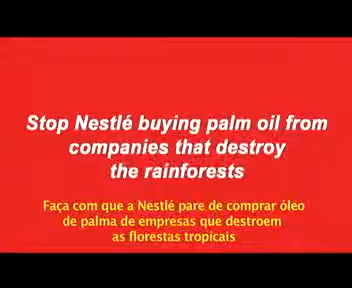 Stop Nestlé buying palm oil from
companies that destroy
the rainforests
Faça com que a Nestlé pare de comprar óleo
de palma de empresas que destroem
as florestas tropicais